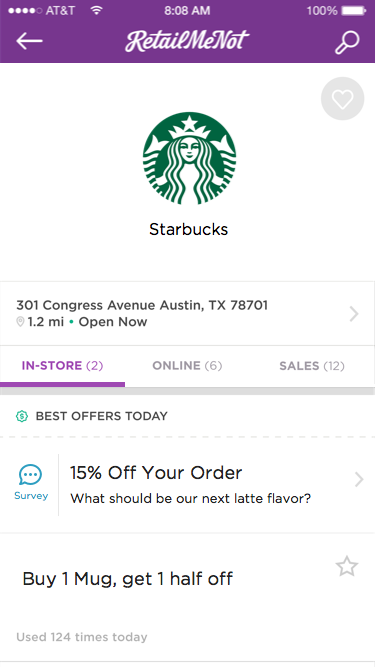 AT&T 8:08 AM 100%
RetailMeNot
Starbucks
301 Congress Avenue Austin, TX 78701
1.2 mi • Open Now
IN-STORE (2) ONLINE (6) SALES (12)
BEST OFFERS TODAY
15% Off Your Order
Survey What should be our next latte flavor?
Buy 1 Mug, get 1 half off
Used 124 times today